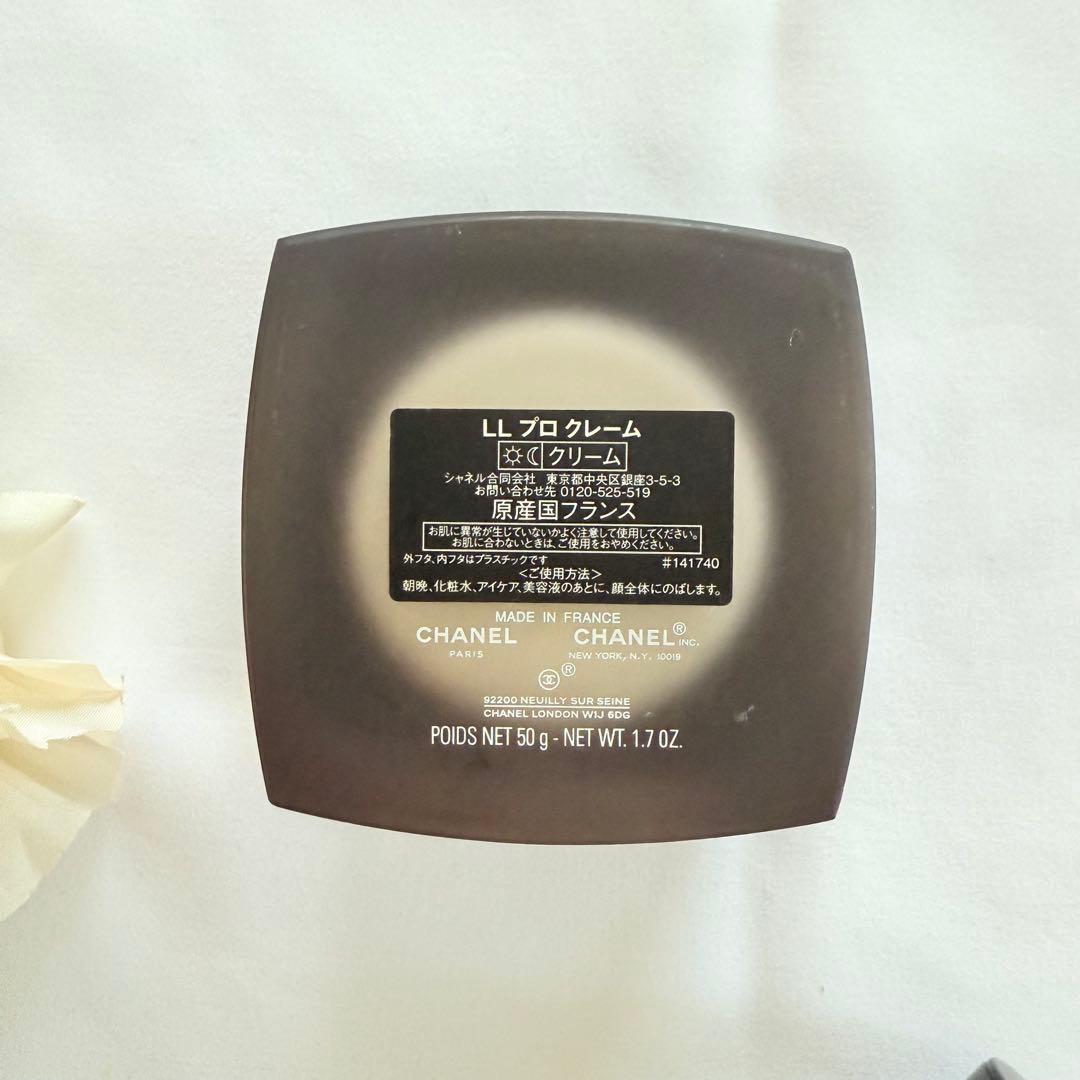 LL プロ クレーム
クリーム
シャネル合同会社 東京都中央区銀座3-5-3
お問い合わせ先 0120-525-519
原産国フランス
お肌に異常が生じていないかよく注意して使用してください。
お肌に合わないときは、ご使用をおやめください。
外フタ、内フタはプラスチックです #141740
<ご使用方法>
朝晩、化粧水、アイケア、美容液のあとに、顔全体にのばします。
MADE IN FRANCE
CHANEL CHANEL® INC.
PARIS NEW YORK, N.Y. 10019
®
92200 NEUILLY SUR SEINE
CHANEL LONDON W1J 6DG
POIDS NET 50 g - NET WT. 1.7 OZ.